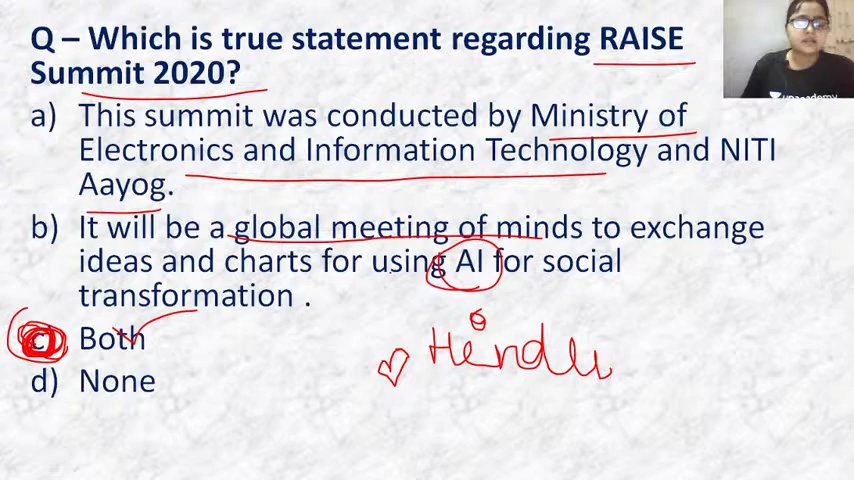 Q – Which is true statement regarding RAISE
Summit 2020?
a) This summit was conducted by Ministry of
Electronics and Information Technology and NITI
Aayog.
b) It will be a global meeting of minds to exchange
ideas and charts for using AI for social
transformation .
c) Both
d) None